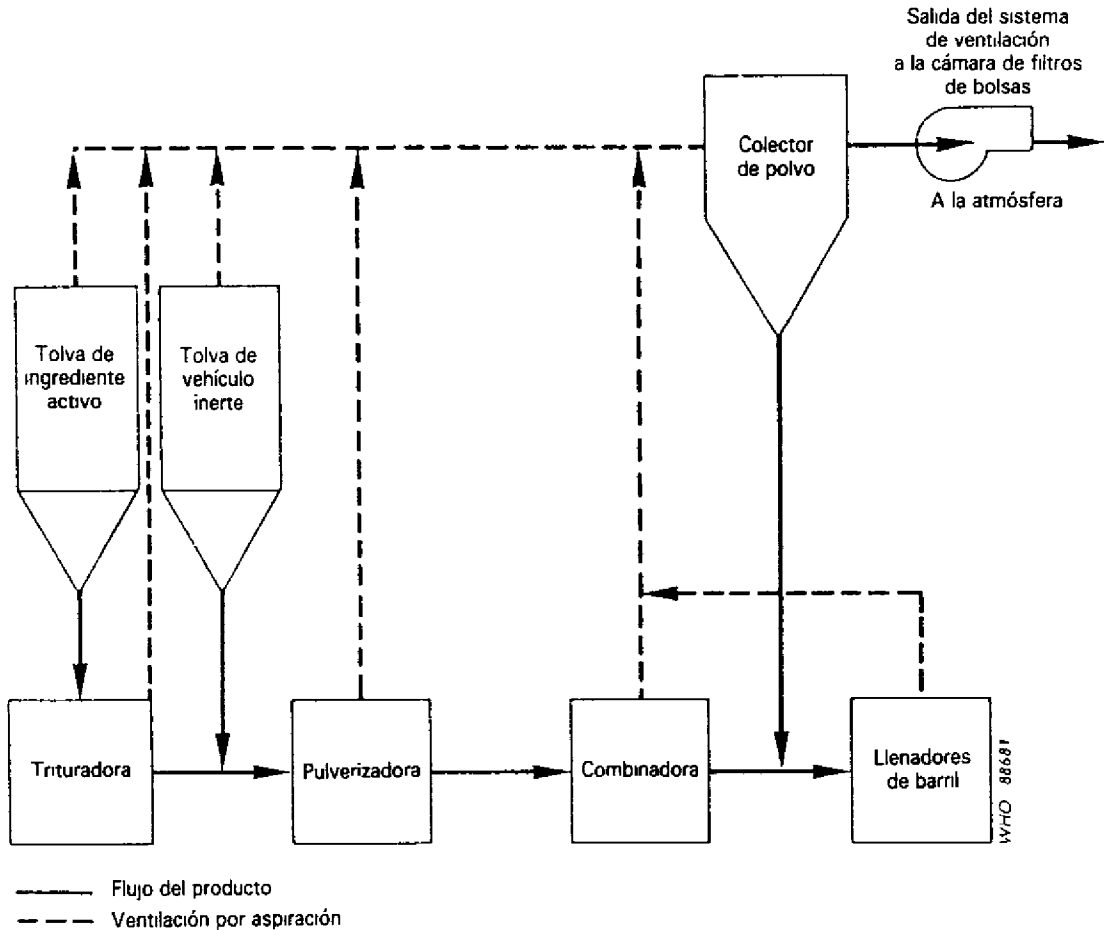 Salida del sistema
de ventilación
a la cámara de filtros
de bolsas
Colector
de polvo
A la atmósfera
Tolva de
ingrediente
activo
Tolva de
vehículo
inerte
Trituradora
Pulverizadora
Combinadora
Llenadores
de barril
WHO 88681
Flujo del producto
Ventilación por aspiración